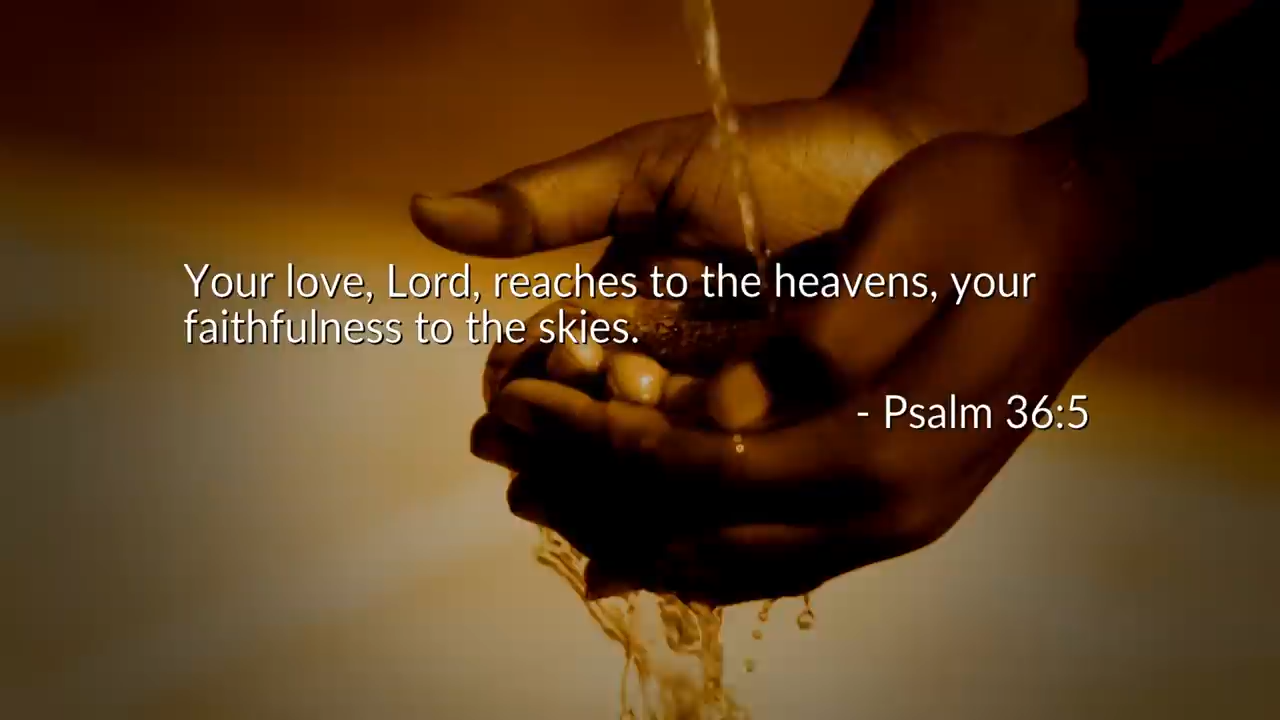 Your love, Lord, reaches to the heavens, your
faithfulness to the skies.
- Psalm 36:5